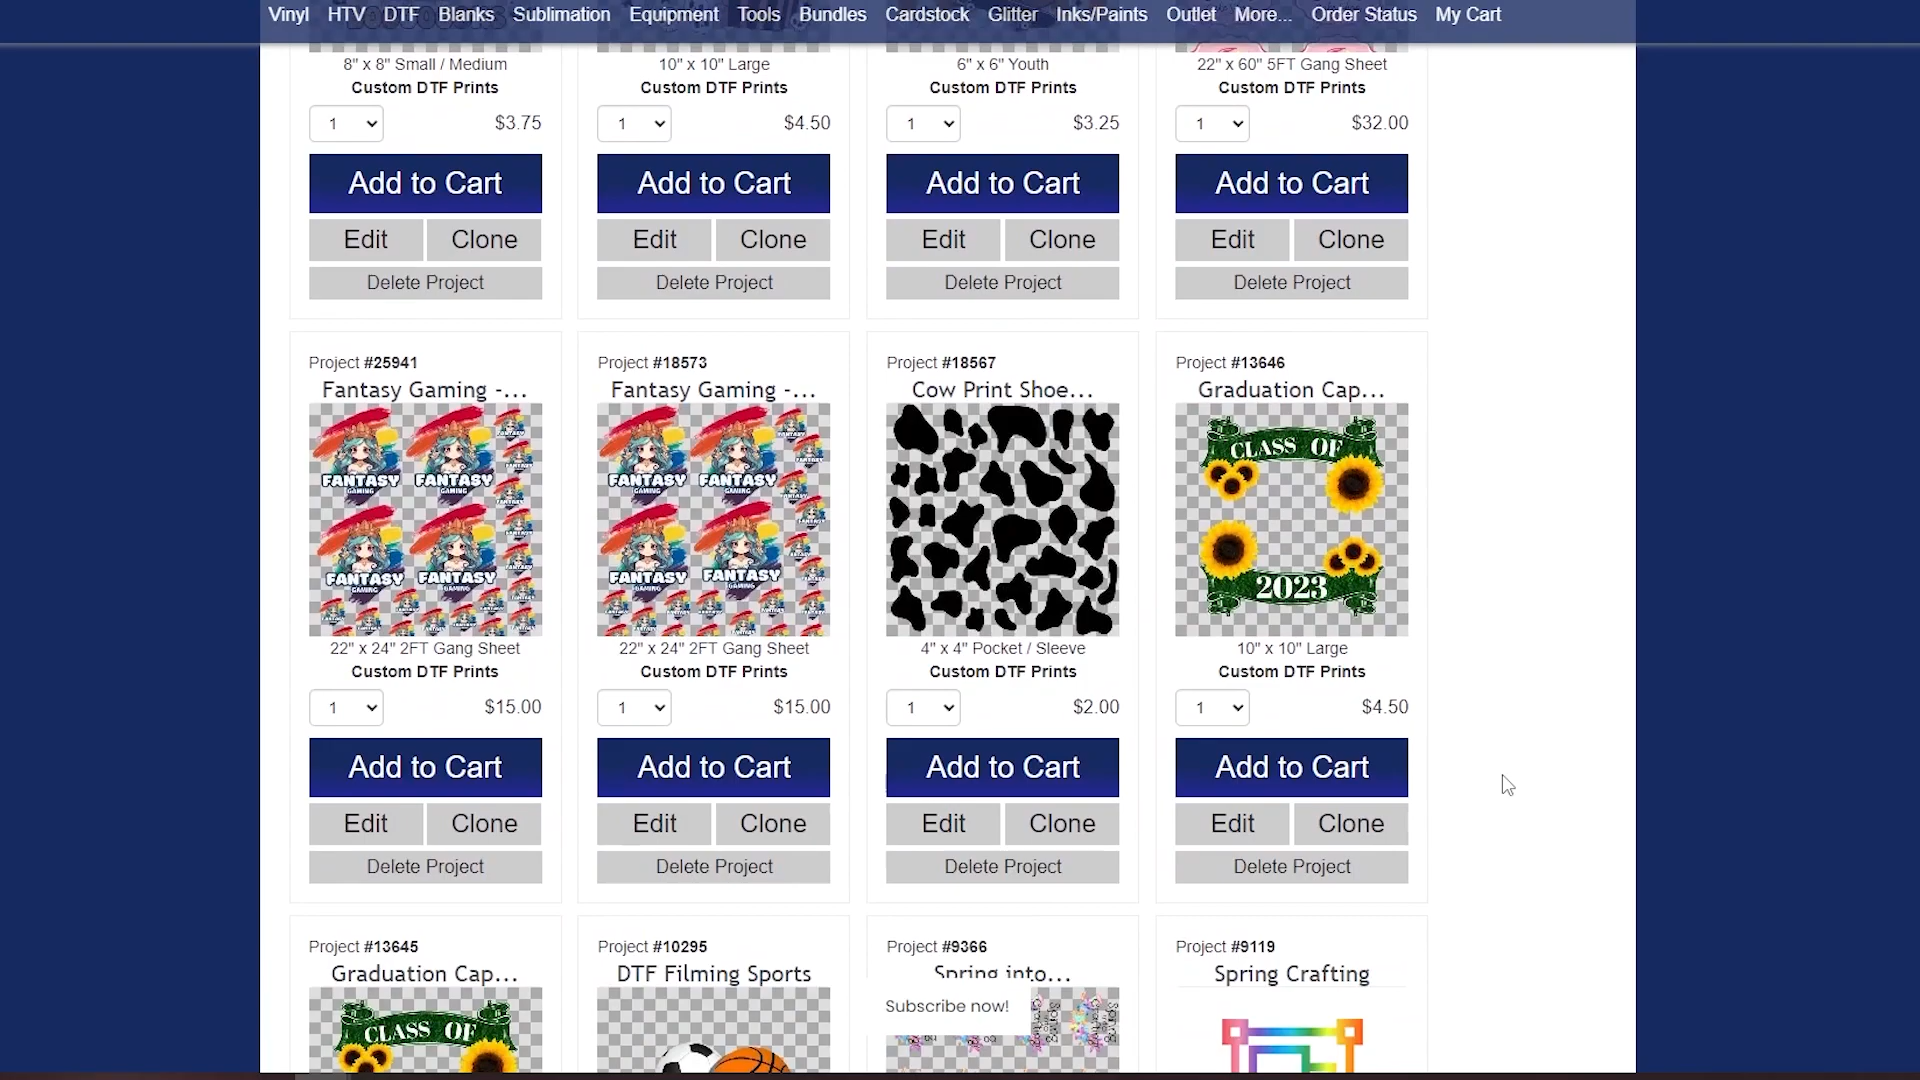 Vinyl HTV DTF Blanks Sublimation Equipment Tools Bundles Cardstock Glitter Inks/Paints Outlet More... Order Status My Cart
8" x 8" Small / Medium
Custom DTF Prints
1 $3.75
Add to Cart
Edit Clone
Delete Project
10" x 10" Large
Custom DTF Prints
1 $4.50
Add to Cart
Edit Clone
Delete Project
6" x 6" Youth
Custom DTF Prints
1 $3.25
Add to Cart
Edit Clone
Delete Project
22" x 60" 5FT Gang Sheet
Custom DTF Prints
1 $32.00
Add to Cart
Edit Clone
Delete Project
Project #25941
Fantasy Gaming -...
FANTASY FANTASY
GAMING
FANTASY FANTASY
GAMING GAMING
22" x 24" 2FT Gang Sheet
Custom DTF Prints
1 $15.00
Add to Cart
Edit Clone
Delete Project
Project #18573
Fantasy Gaming -...
FANTASY FANTASY
GAMING
FANTASY FANTASY
GAMING GAMING
22" x 24" 2FT Gang Sheet
Custom DTF Prints
1 $15.00
Add to Cart
Edit Clone
Delete Project
Project #18567
Cow Print Shoe...
4" x 4" Pocket / Sleeve
Custom DTF Prints
1 $2.00
Add to Cart
Edit Clone
Delete Project
Project #13646
Graduation Cap...
CLASS OF
2023
10" x 10" Large
Custom DTF Prints
1 $4.50
Add to Cart
Edit Clone
Delete Project
Project #13645
Graduation Cap...
CLASS OF
Project #10295
DTF Filming Sports
Project #9366
Spring into...
Subscribe now!
Project #9119
Spring Crafting